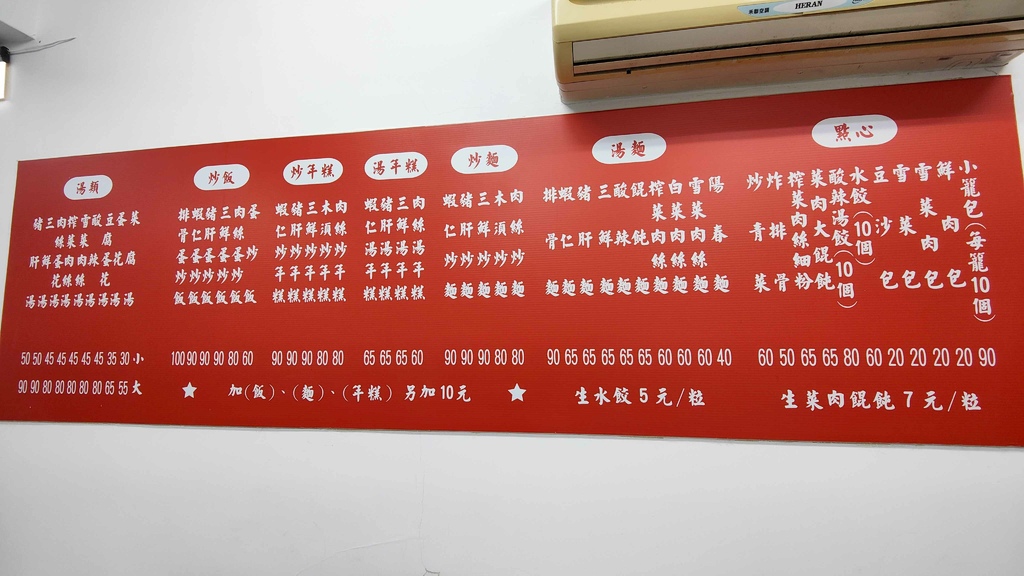 HERAN
湯類
豬肝湯 50 90
三鮮湯 50 90
肉絲蛋花湯 45 80
榨菜肉絲湯 45 80
雪菜肉絲湯 45 80
酸辣湯 45 80
豆腐蛋花湯 45 80
蛋花湯 35 65
菜腐湯 30 55
小 大
炒飯
排骨蛋炒飯 100
蝦仁蛋炒飯 90
豬肝蛋炒飯 90
三鮮蛋炒飯 90
肉絲蛋炒飯 80
蛋炒飯 60
炒年糕
蝦仁炒年糕 90
豬肝炒年糕 90
三鮮炒年糕 90
木須炒年糕 80
肉絲炒年糕 80
湯年糕
蝦仁湯年糕 65
豬肝湯年糕 65
三鮮湯年糕 65
肉絲湯年糕 60
炒麵
蝦仁炒麵 90
豬肝炒麵 90
三鮮炒麵 90
木須炒麵 80
肉絲炒麵 80
湯麵
排骨麵 90
蝦仁麵 65
豬肝麵 65
三鮮麵 65
酸辣麵 65
餛飩麵 65
榨菜肉絲麵 60
白菜肉絲麵 60
雪菜肉絲麵 60
陽春麵 40
點心
炒青菜 60
炸排骨 50
榨菜肉絲細粉 65
菜肉大餛飩 65
酸辣湯餃(10個) 80
水餃(10個) 60
豆沙包 20
雪菜包 20
雪菜肉包 20
鮮肉包 20
小龍包(每龍10個) 90
★ 加(飯)、(麵)、(年糕)另加10元 ★
生水餃5元/粒
生菜肉餛飩7元/粒